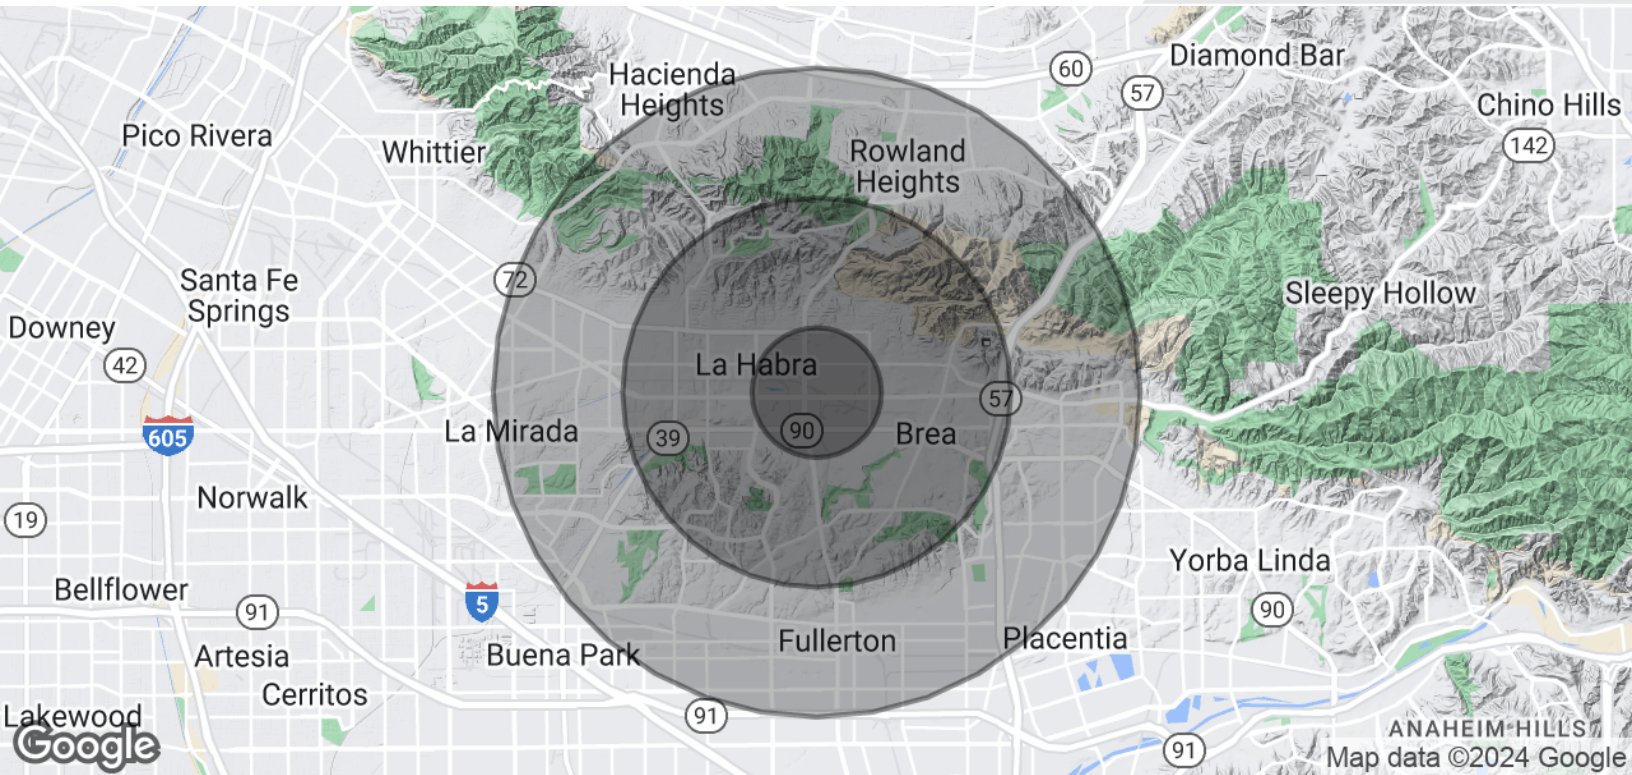 Diamond Bar
60
57
Hacienda
Heights
Chino Hills
142
Pico Rivera
Whittier
Rowland
Heights
72
Santa Fe
Springs
Sleepy Hollow
Downey
42
La Habra
57
605
La Mirada
39
90
Brea
Norwalk
19
Yorba Linda
Bellflower
91
5
90
Artesia
Buena Park
Fullerton
Placentia
Cerritos
Lakewood
91
ANAHEIM HILLS
91
Google
Map data ©2024 Google